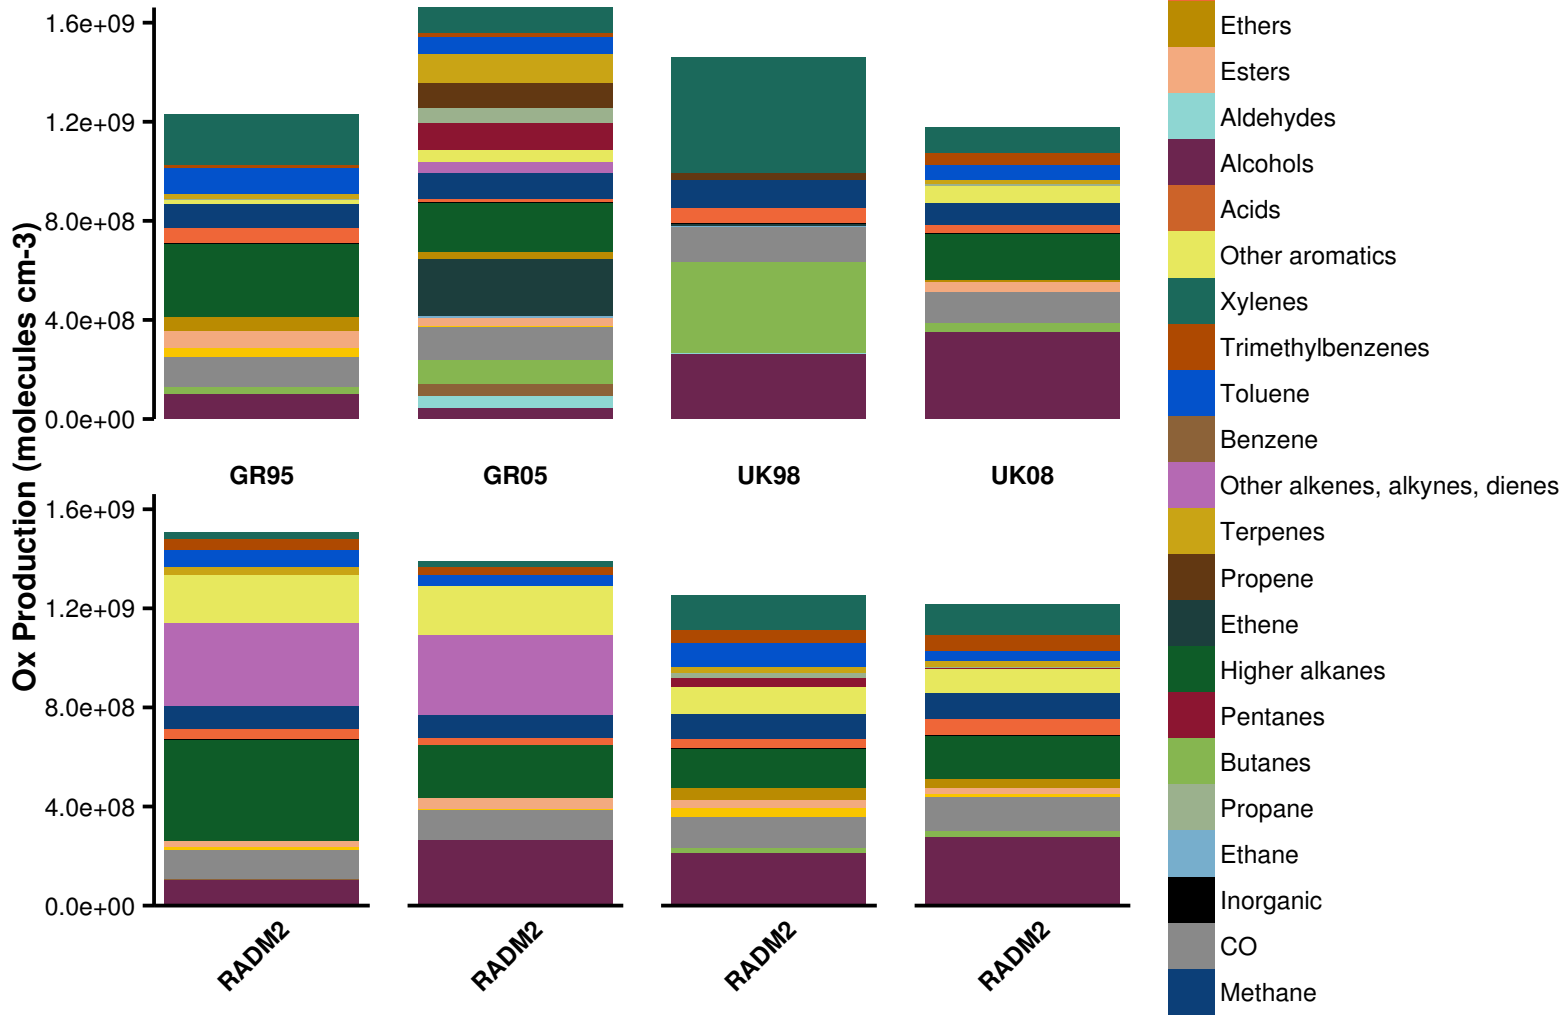 Ox Production (molecules cm-3)
1.6e+09
1.2e+09
8.0e+08
4.0e+08
0.0e+00
GR95
GR05
UK98
UK08
1.6e+09
1.2e+09
8.0e+08
4.0e+08
0.0e+00
RADM2
RADM2
RADM2
RADM2
Ethers
Esters
Aldehydes
Alcohols
Acids
Other aromatics
Xylenes
Trimethylbenzenes
Toluene
Benzene
Other alkenes, alkynes, dienes
Terpenes
Propene
Ethene
Higher alkanes
Pentanes
Butanes
Propane
Ethane
Inorganic
CO
Methane